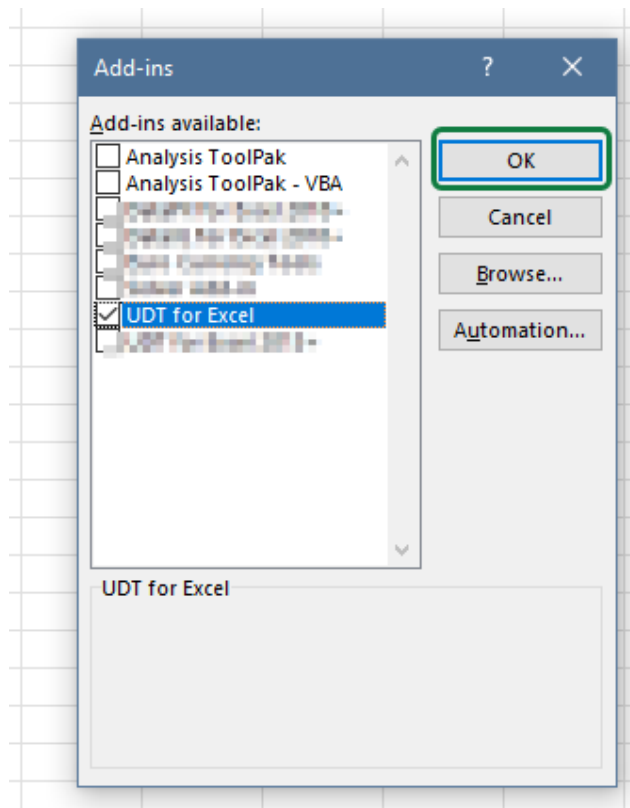 Add-ins
?
Add-ins available:
Analysis ToolPak
Analysis ToolPak - VBA
UDT for Excel
OK
Cancel
Browse...
Automation...
UDT for Excel